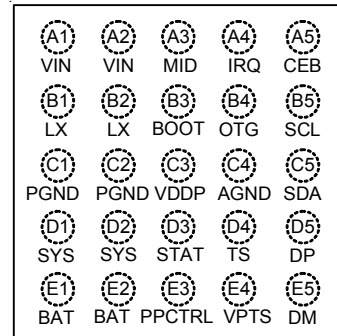 A1 A2 A3 A4 A5
VIN VIN MID IRQ CEB
B1 B2 B3 B4 B5
LX LX BOOT OTG SCL
C1 C2 C3 C4 C5
PGND PGND VDDP AGND SDA
D1 D2 D3 D4 D5
SYS SYS STAT TS DP
E1 E2 E3 E4 E5
BAT BAT PPCTRL VPTS DM